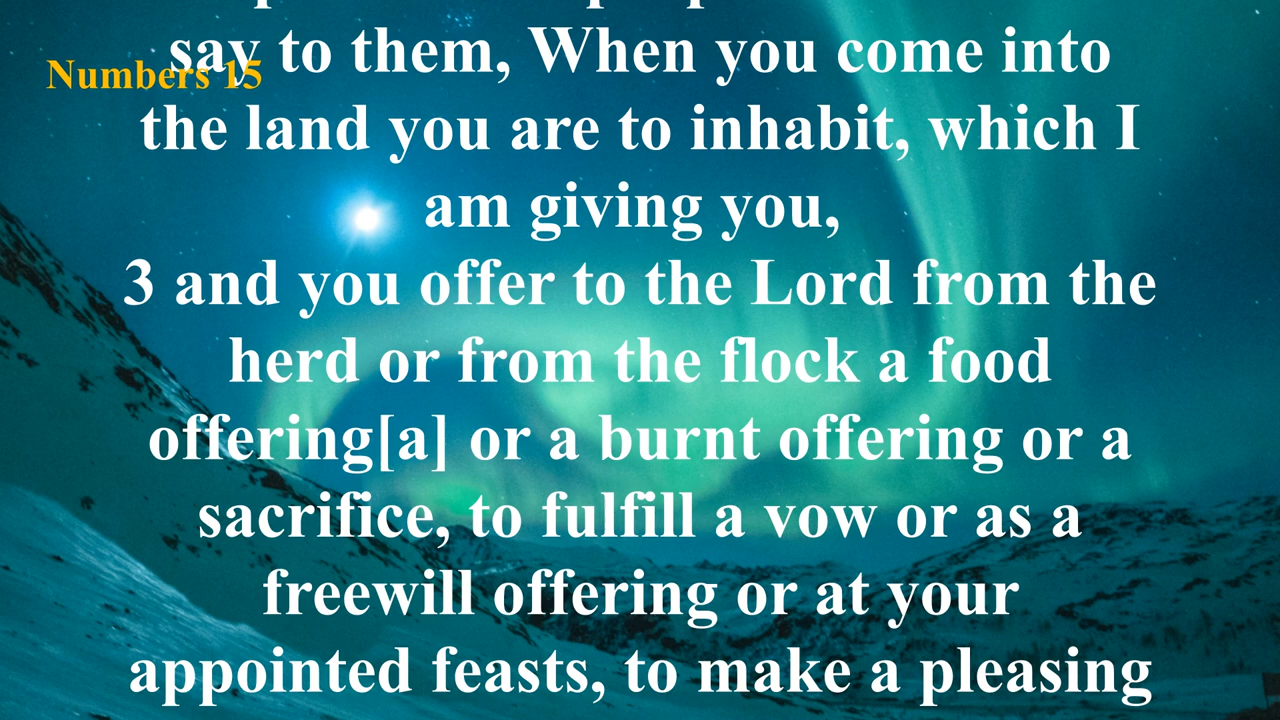 Numbers 15
say to them, When you come into
the land you are to inhabit, which I
am giving you,
3 and you offer to the Lord from the
herd or from the flock a food
offering[a] or a burnt offering or a
sacrifice, to fulfill a vow or as a
freewill offering or at your
appointed feasts, to make a pleasing